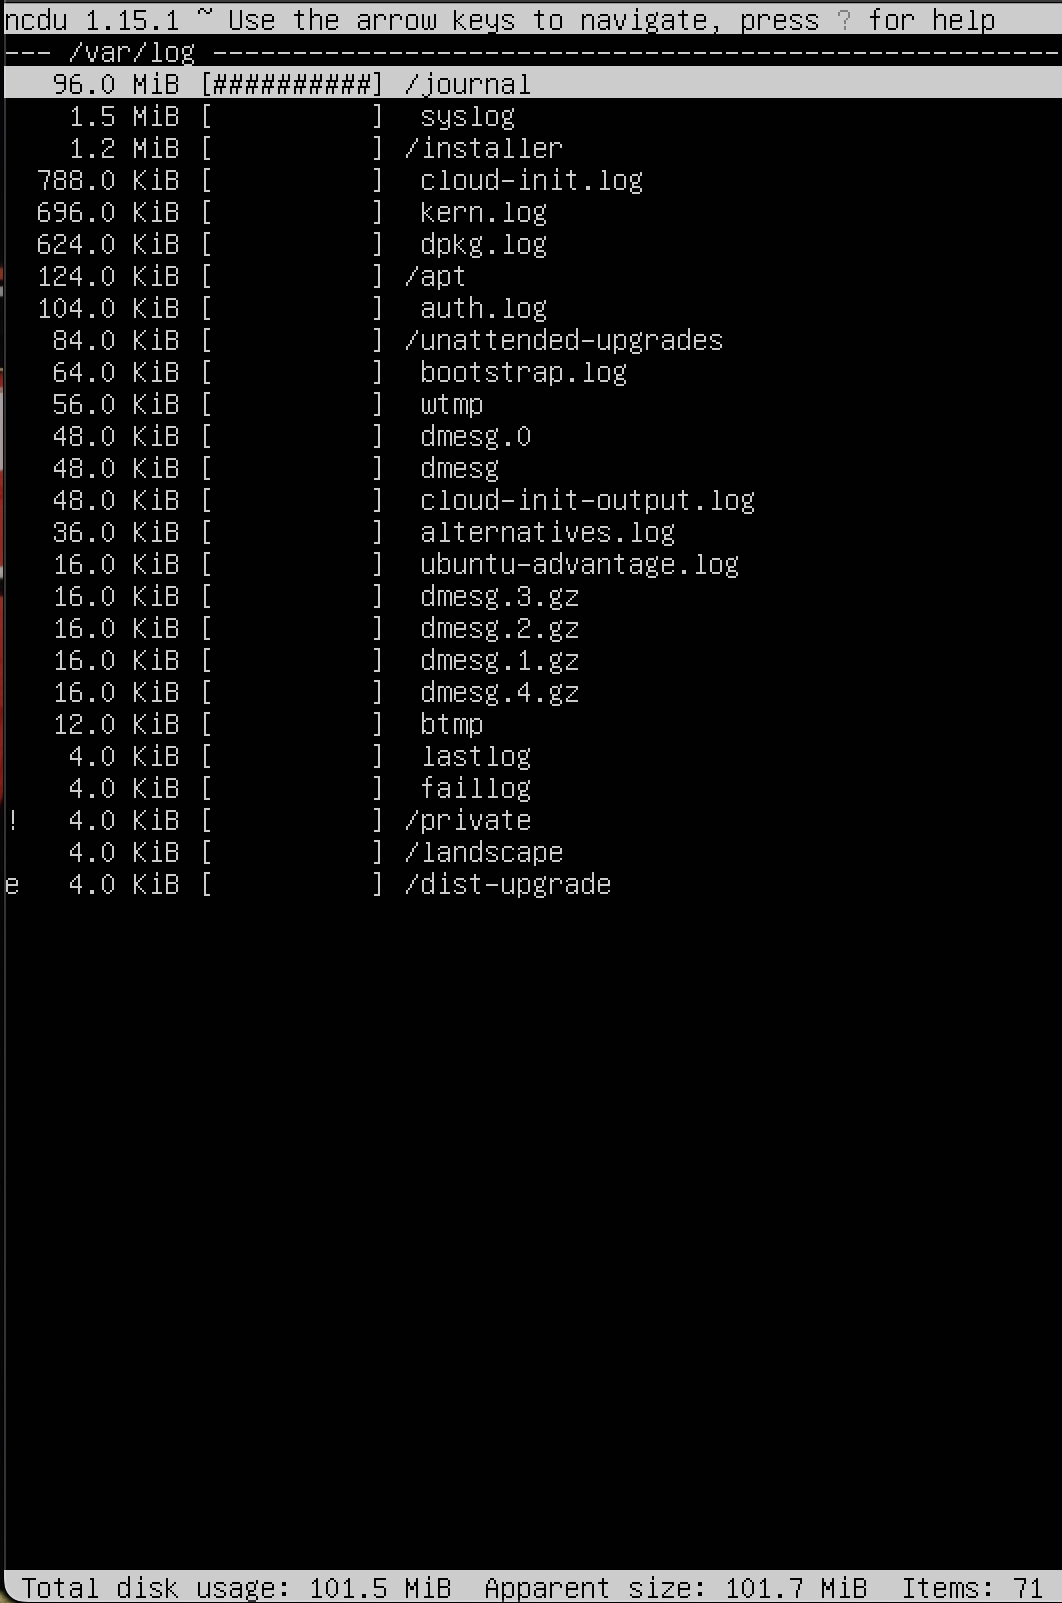 ncdu 1.15.1 ~ Use the arrow keys to navigate, press ? for help
--- /var/log -----------------------------------------------------
   96.0 MiB [##########] /journal
    1.5 MiB [          ]  syslog
    1.2 MiB [          ] /installer
  788.0 KiB [          ]  cloud-init.log
  696.0 KiB [          ]  kern.log
  624.0 KiB [          ]  dpkg.log
  124.0 KiB [          ] /apt
  104.0 KiB [          ]  auth.log
   84.0 KiB [          ] /unattended-upgrades
   64.0 KiB [          ]  bootstrap.log
   56.0 KiB [          ]  wtmp
   48.0 KiB [          ]  dmesg.0
   48.0 KiB [          ]  dmesg
   48.0 KiB [          ]  cloud-init-output.log
   36.0 KiB [          ]  alternatives.log
   16.0 KiB [          ]  ubuntu-advantage.log
   16.0 KiB [          ]  dmesg.3.gz
   16.0 KiB [          ]  dmesg.2.gz
   16.0 KiB [          ]  dmesg.1.gz
   16.0 KiB [          ]  dmesg.4.gz
   12.0 KiB [          ]  btmp
    4.0 KiB [          ]  lastlog
    4.0 KiB [          ]  faillog
!   4.0 KiB [          ] /private
    4.0 KiB [          ] /landscape
e   4.0 KiB [          ] /dist-upgrade
 Total disk usage: 101.5 MiB  Apparent size: 101.7 MiB  Items: 71